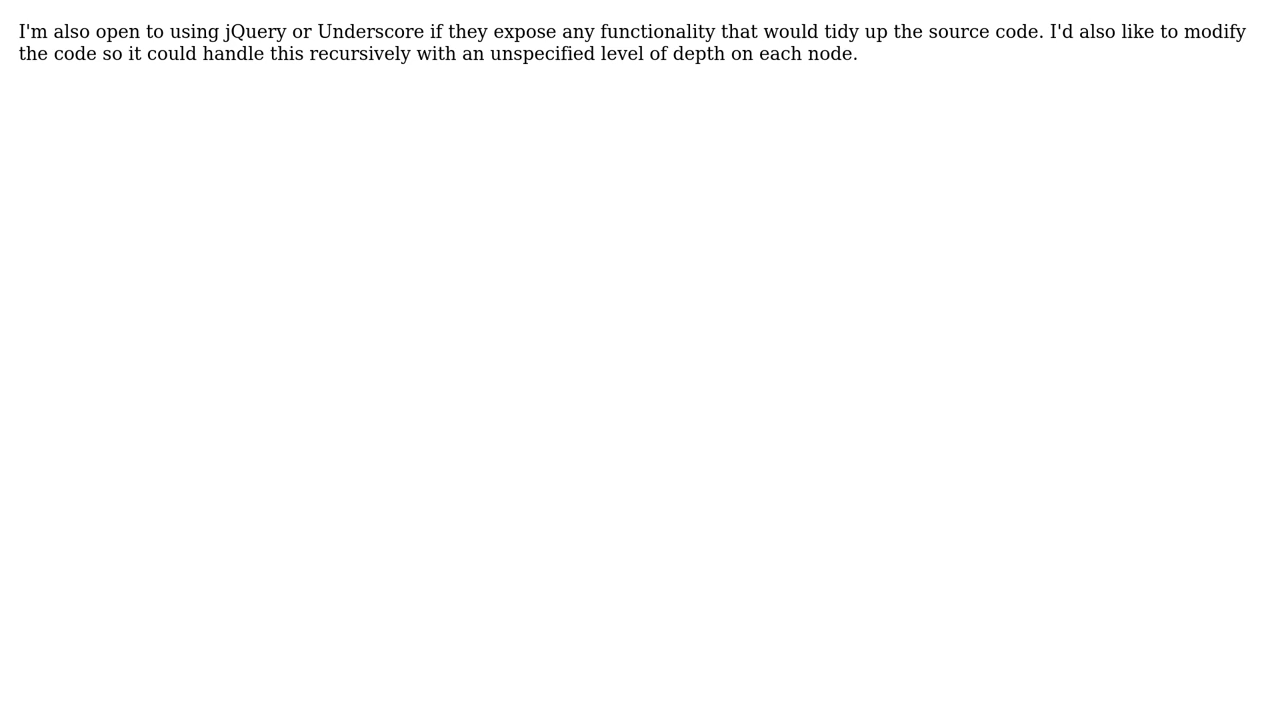 I'm also open to using jQuery or Underscore if they expose any functionality that would tidy up the source code. I'd also like to modify
the code so it could handle this recursively with an unspecified level of depth on each node.